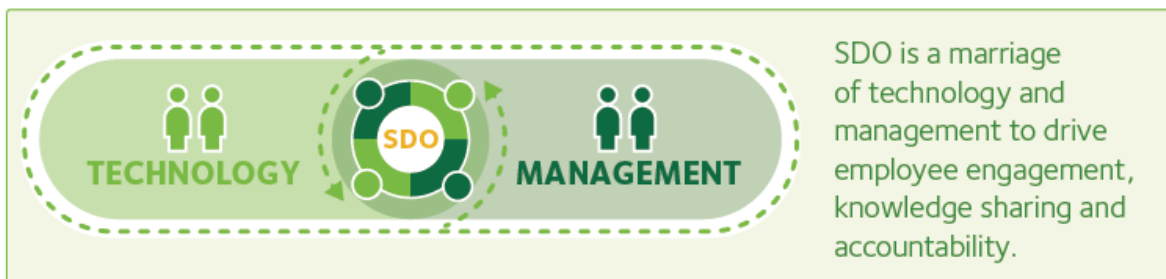 TECHNOLOGY
SDO
MANAGEMENT
SDO is a marriage
of technology and
management to drive
employee engagement,
knowledge sharing and
accountability.